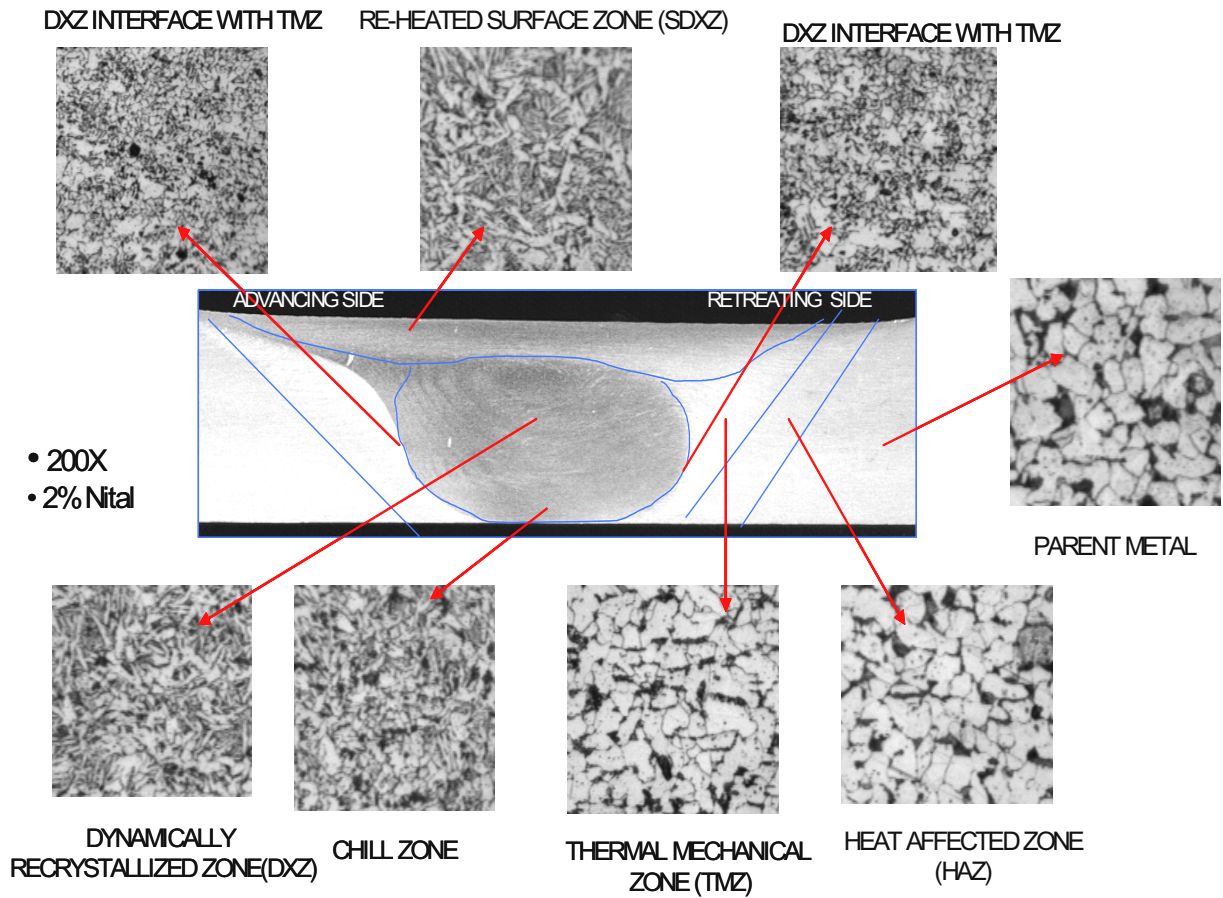 DXZ INTERFACE WITH TMZ
RE-HEATED SURFACE ZONE (SDXZ)
DXZ INTERFACE WITH TMZ
ADVANCING SIDE
RETREATING SIDE
• 200X
• 2% Nital
PARENT METAL
DYNAMICALLY
RECRYSTALLIZED ZONE(DXZ)
CHILL ZONE
THERMAL MECHANICAL
ZONE (TMZ)
HEAT AFFECTED ZONE
(HAZ)